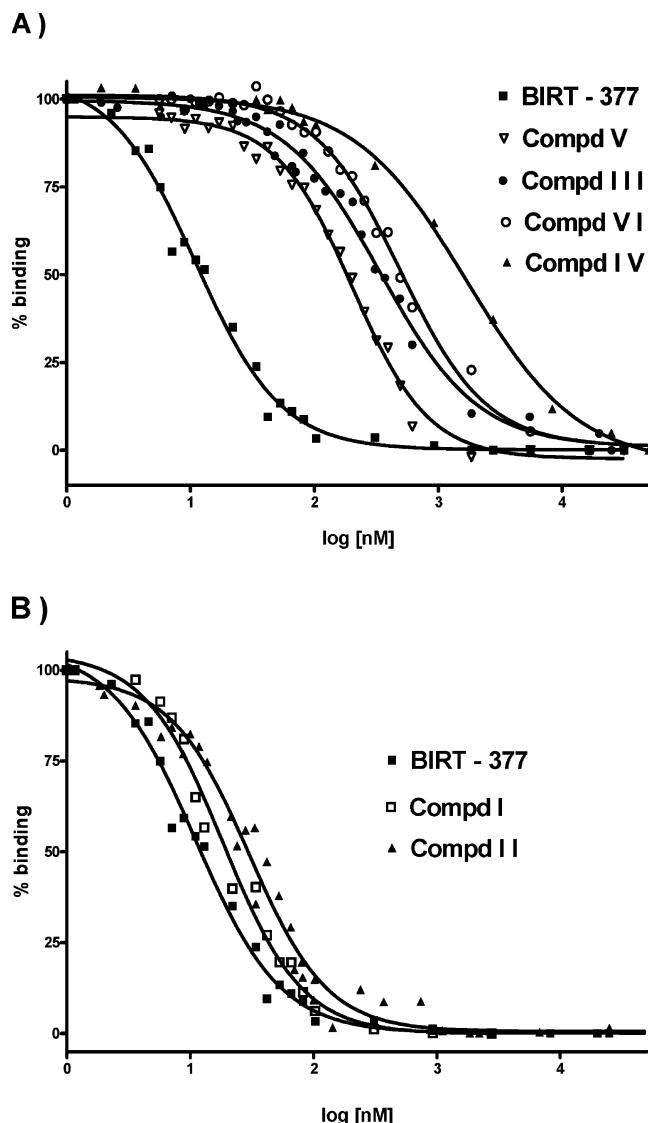 A )
100
75
50
25
0
% binding
0 1 2 3 4
log [nM]
BIRT - 377
Compd V
Compd I I I
Compd V I
Compd I V
B )
100
75
50
25
0
% binding
0 1 2 3 4
log [nM]
BIRT - 377
Compd I
Compd I I